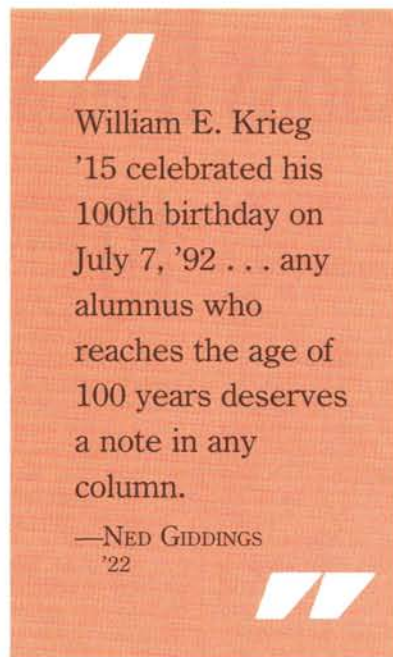 William E. Krieg
’15 celebrated his
100th birthday on
July 7, ’92 . . . any
alumnus who
reaches the age of
100 years deserves
a note in any
column.
—NED GIDDINGS
’22